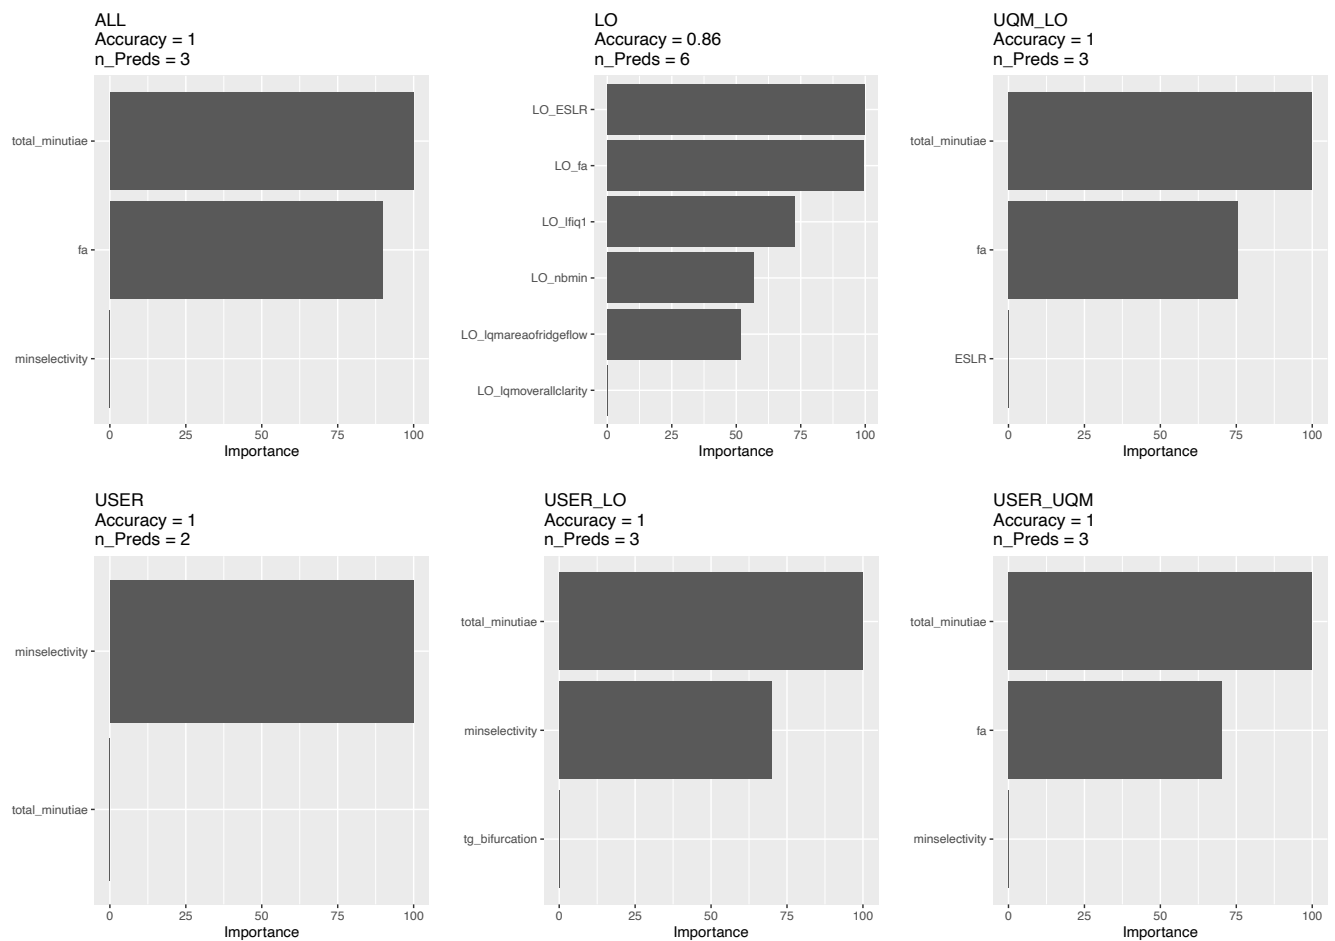 ALL
Accuracy = 1
n_Preds = 3
total_minutiae
fa
minselectivity
0 25 50 75 100
Importance
LO
Accuracy = 0.86
n_Preds = 6
LO_ESLR
LO_fa
LO_lfiq1
LO_nbmin
LO_lqmareaofridgeflow
LO_lqmoverallclarity
0 25 50 75 100
Importance
UQM_LO
Accuracy = 1
n_Preds = 3
total_minutiae
fa
ESLR
0 25 50 75 100
Importance
USER
Accuracy = 1
n_Preds = 2
minselectivity
total_minutiae
0 25 50 75 100
Importance
USER_LO
Accuracy = 1
n_Preds = 3
total_minutiae
minselectivity
tg_bifurcation
0 25 50 75 100
Importance
USER_UQM
Accuracy = 1
n_Preds = 3
total_minutiae
fa
minselectivity
0 25 50 75 100
Importance